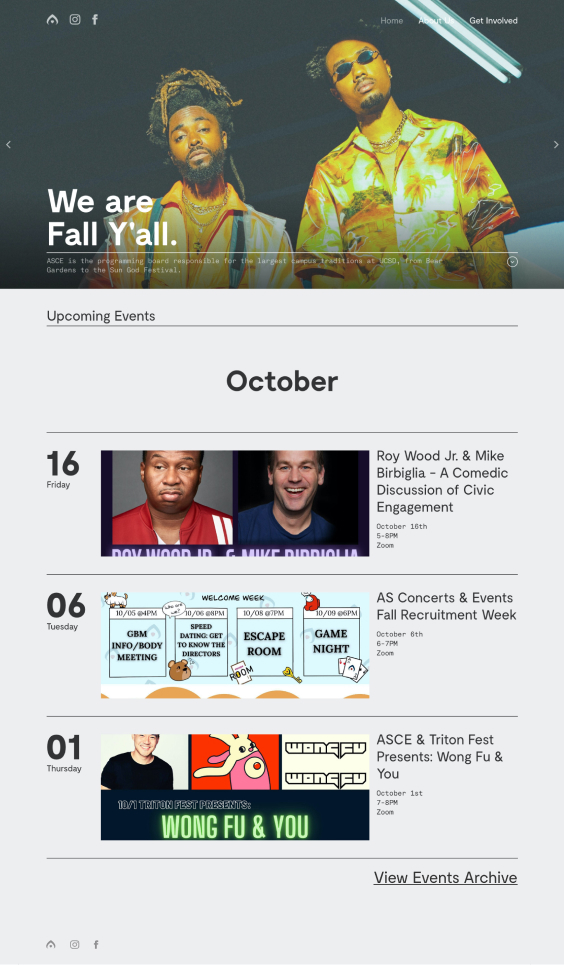 Home About Us Get Involved
We are
Fall Y'all.
ASCE is the programming board responsible for the largest campus traditions at UCSD, from Bear
Gardens to the Sun God Festival.
Upcoming Events
October
16
Friday
ROY WOOD JR. & MIKE BIRBIGLIA
Roy Wood Jr. & Mike
Birbiglia - A Comedic
Discussion of Civic
Engagement
October 16th
5-8PM
Zoom
06
Tuesday
WELCOME WEEK
10/05 @4PM
GBM
INFO/BODY
MEETING
who are
we?
10/06 @8PM
SPEED
DATING: GET
TO KNOW THE
DIRECTORS
10/08 @7PM
ESCAPE
ROOM
ROOM
10/09 @6PM
GAME
NIGHT
AS Concerts & Events
Fall Recruitment Week
October 6th
6-7PM
Zoom
01
Thursday
WONGFU
WONGFU
10/1 TRITON FEST PRESENTS:
WONG FU & YOU
ASCE & Triton Fest
Presents: Wong Fu &
You
October 1st
7-8PM
Zoom
View Events Archive